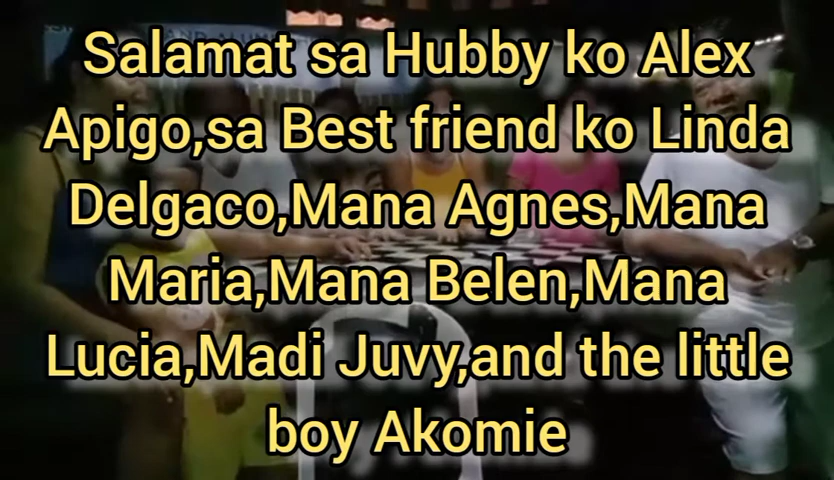 Salamat sa Hubby ko Alex
Apigo,sa Best friend ko Linda
Delgaco,Mana Agnes,Mana
Maria,Mana Belen,Mana
Lucia,Madi Juvy,and the little
boy Akomie